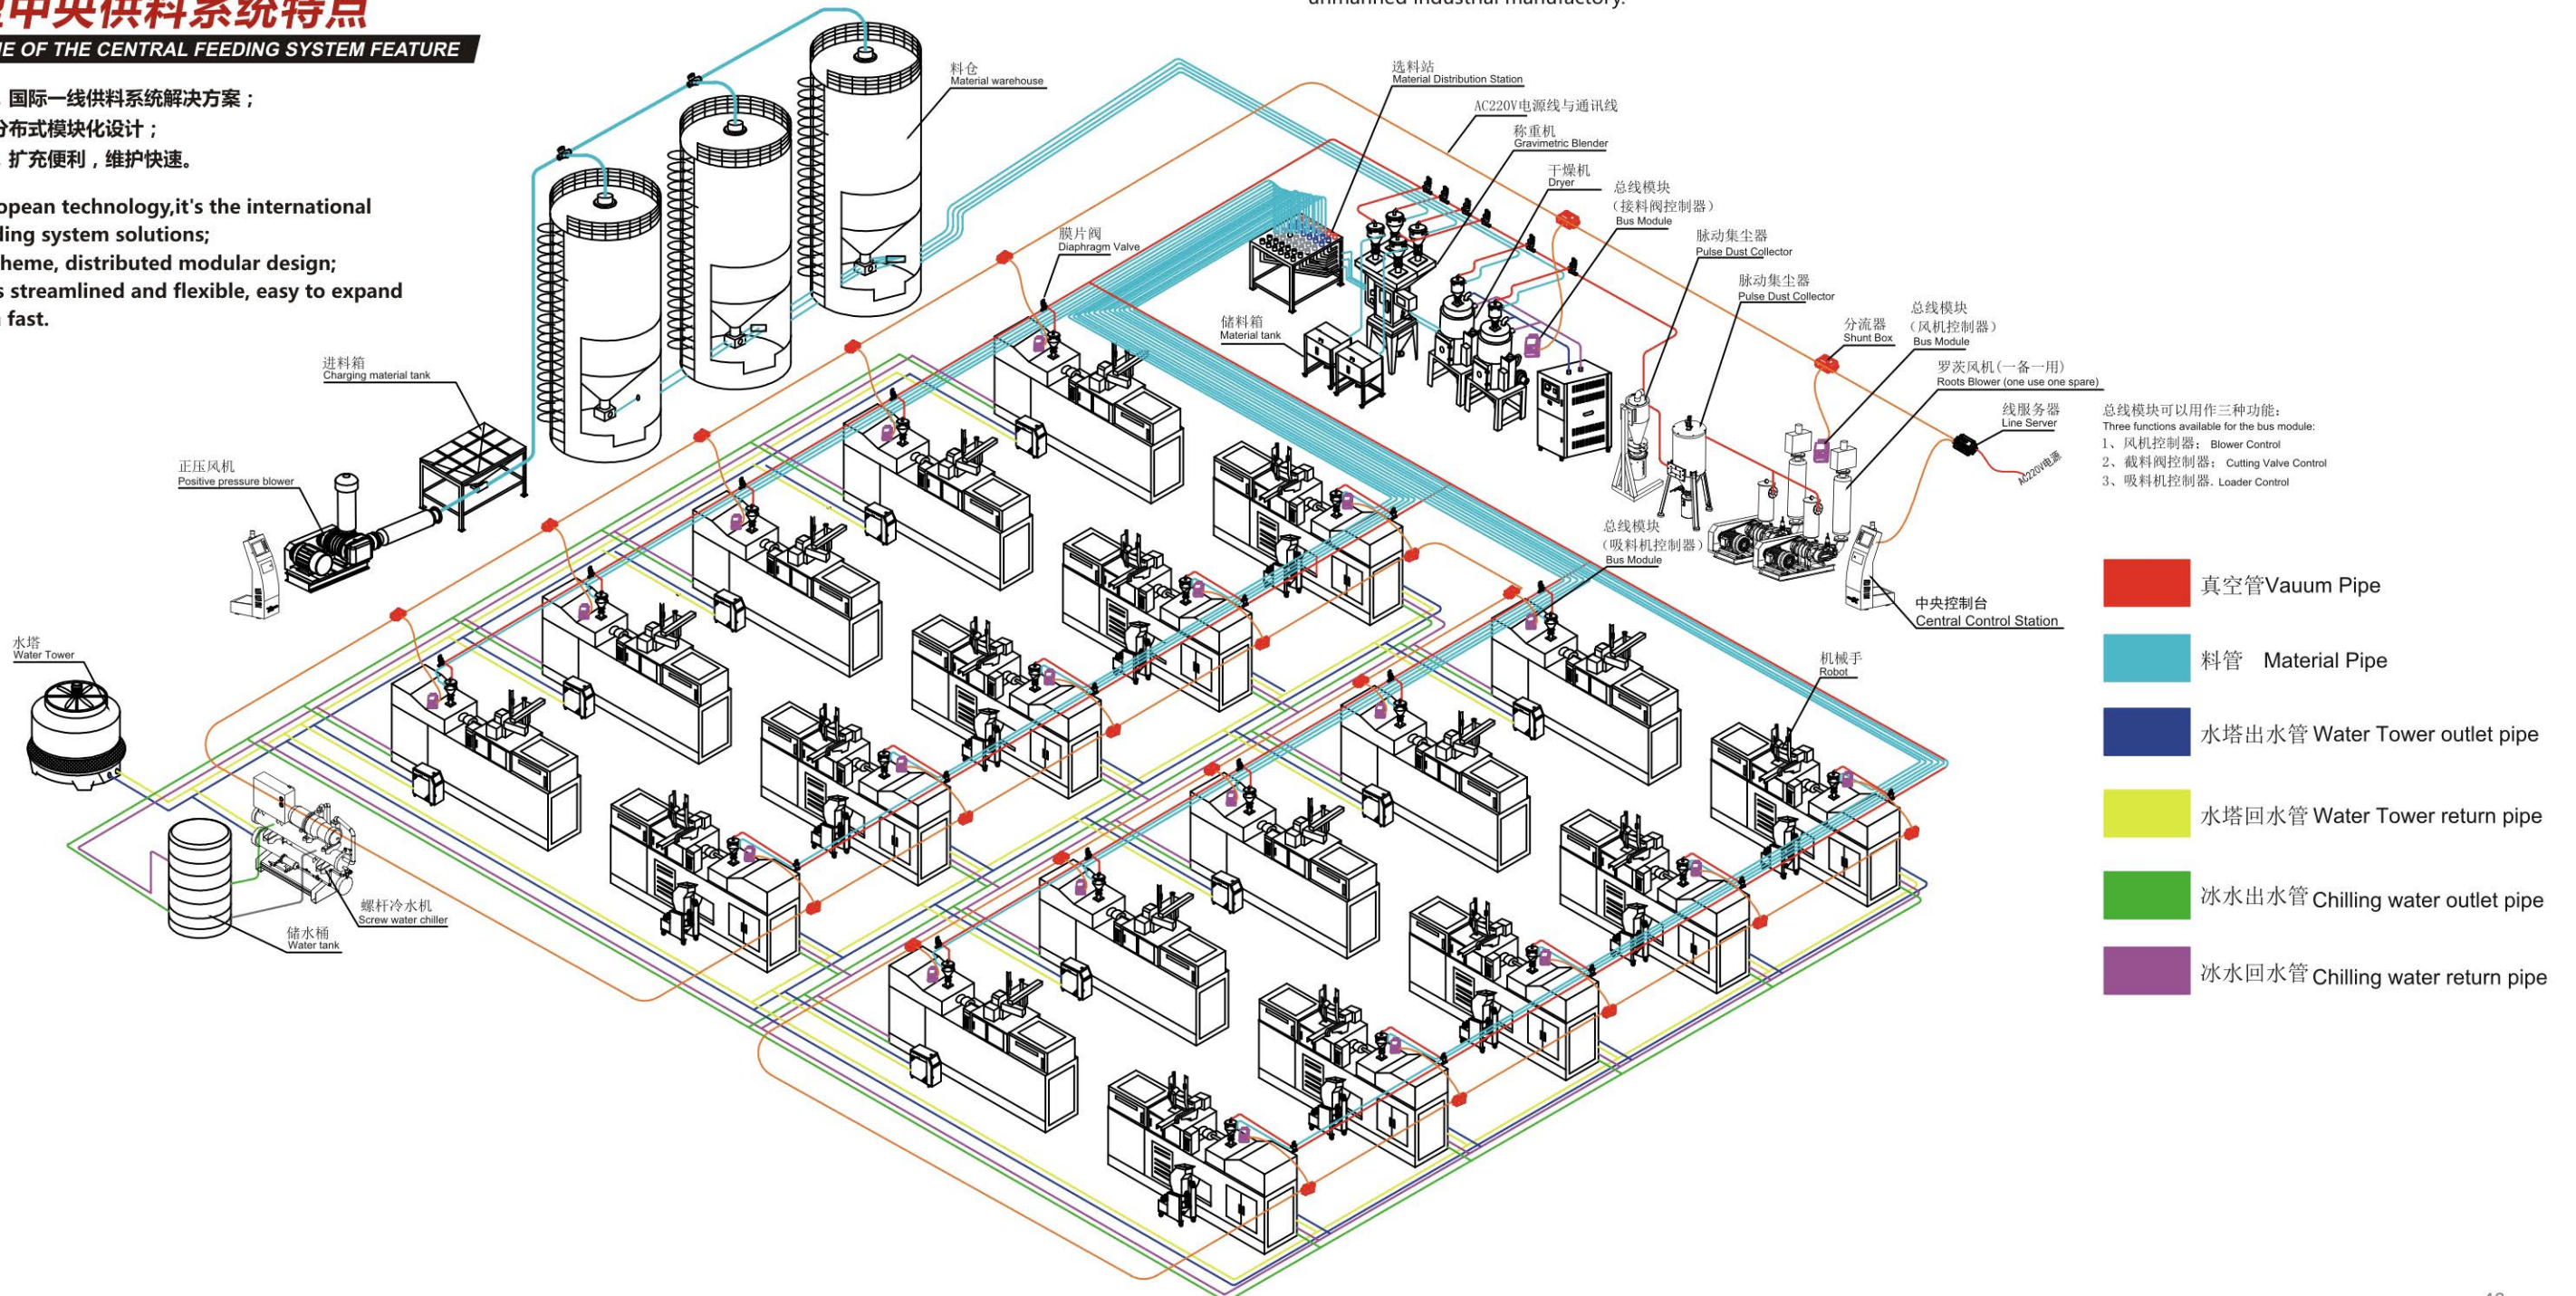 中央供料系统特点
E OF THE CENTRAL FEEDING SYSTEM FEATURE
国际一线供料系统解决方案；
分布式模块化设计；
扩充便利，维护快速。
opean technology,it's the international
ding system solutions;
heme, distributed modular design;
s streamlined and flexible, easy to expand
fast.
unmanned industrial manufactory.
料仓
Material warehouse
选料站
Material Distribution Station
AC220V电源线与通讯线
称重机
Gravimetric Blender
干燥机
Dryer
总线模块
（接料阀控制器）
Bus Module
脉动集尘器
Pulse Dust Collector
脉动集尘器
Pulse Dust Collector
膜片阀
Diaphragm Valve
储料箱
Material tank
分流器
Shunt Box
总线模块
（风机控制器）
Bus Module
罗茨风机(一备一用)
Roots Blower (one use one spare)
线服务器
Line Server
AC220V电源
总线模块可以用作三种功能：
Three functions available for the bus module:
1、风机控制器； Blower Control
2、截料阀控制器； Cutting Valve Control
3、吸料机控制器. Loader Control
进料箱
Charging material tank
正压风机
Positive pressure blower
总线模块
（吸料机控制器）
Bus Module
中央控制台
Central Control Station
机械手
Robot
水塔
Water Tower
螺杆冷水机
Screw water chiller
储水桶
Water tank
真空管Vauum Pipe
料管 Material Pipe
水塔出水管 Water Tower outlet pipe
水塔回水管 Water Tower return pipe
冰水出水管 Chilling water outlet pipe
冰水回水管 Chilling water return pipe